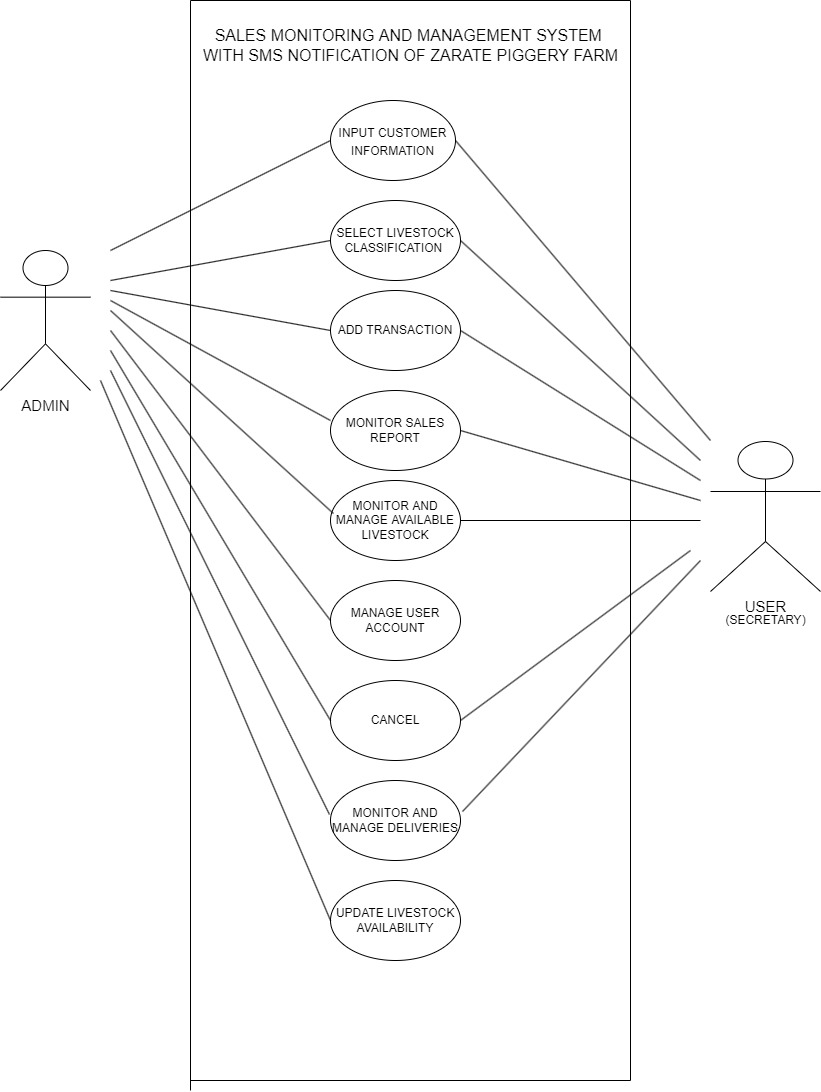 SALES MONITORING AND MANAGEMENT SYSTEM
WITH SMS NOTIFICATION OF ZARATE PIGGERY FARM
INPUT CUSTOMER
INFORMATION
SELECT LIVESTOCK
CLASSIFICATION
ADD TRANSACTION
ADMIN
MONITOR SALES
REPORT
MONITOR AND
MANAGE AVAILABLE
LIVESTOCK
MANAGE USER
ACCOUNT
USER
(SECRETARY)
CANCEL
MONITOR AND
MANAGE DELIVERIES
UPDATE LIVESTOCK
AVAILABILITY